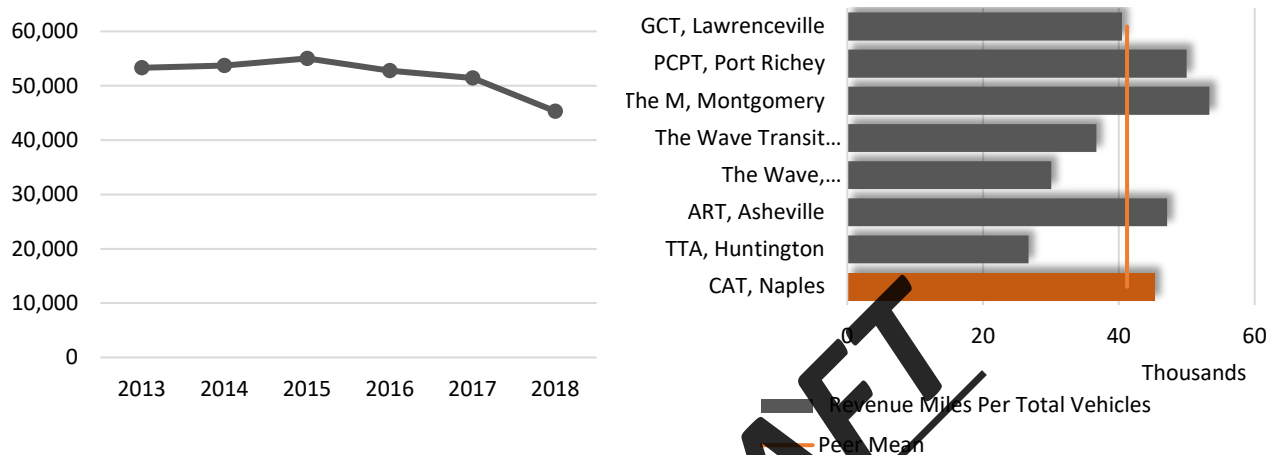 60,000
50,000
40,000
30,000
20,000
10,000
0
2013 2014 2015 2016 2017 2018
GCT, Lawrenceville
PCPT, Port Richey
The M, Montgomery
The Wave Transit...
The Wave,...
ART, Asheville
TTA, Huntington
CAT, Naples
0 20 40 60
Thousands
Revenue Miles Per Total Vehicles
Peer Mean
AFT